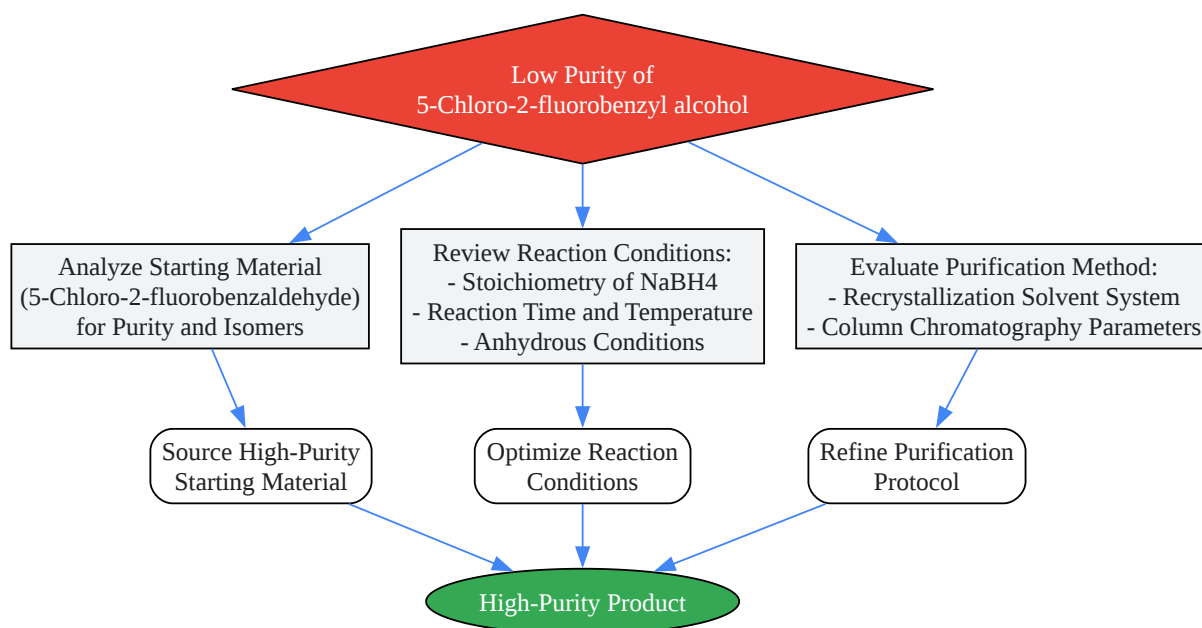 Low Purity of
5-Chloro-2-fluorobenzyl alcohol
Analyze Starting Material
(5-Chloro-2-fluorobenzaldehyde)
for Purity and Isomers
Review Reaction Conditions:
- Stoichiometry of NaBH4
- Reaction Time and Temperature
- Anhydrous Conditions
Evaluate Purification Method:
- Recrystallization Solvent System
- Column Chromatography Parameters
Source High-Purity
Starting Material
Optimize Reaction
Conditions
Refine Purification
Protocol
High-Purity Product